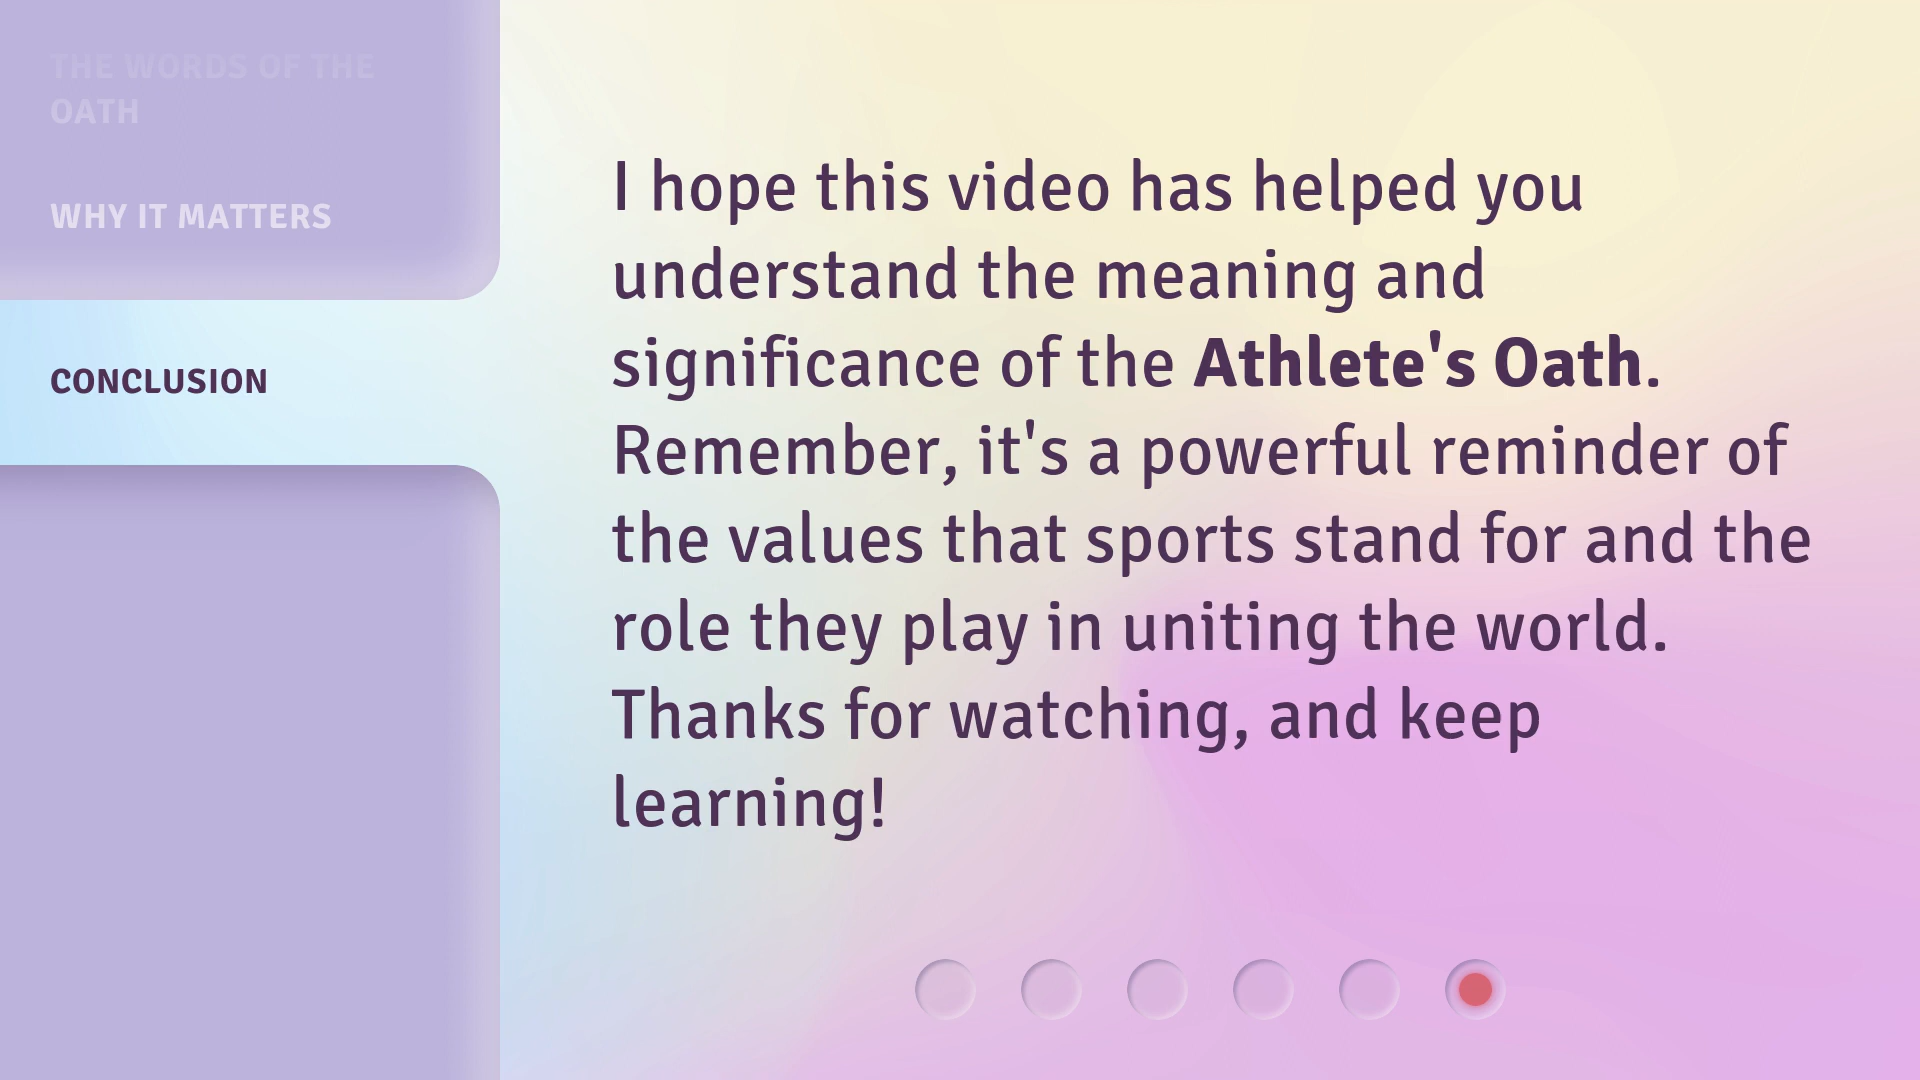 THE WORDS OF THE
OATH
WHY IT MATTERS
CONCLUSION
I hope this video has helped you
understand the meaning and
significance of the Athlete's Oath.
Remember, it's a powerful reminder of
the values that sports stand for and the
role they play in uniting the world.
Thanks for watching, and keep
learning!